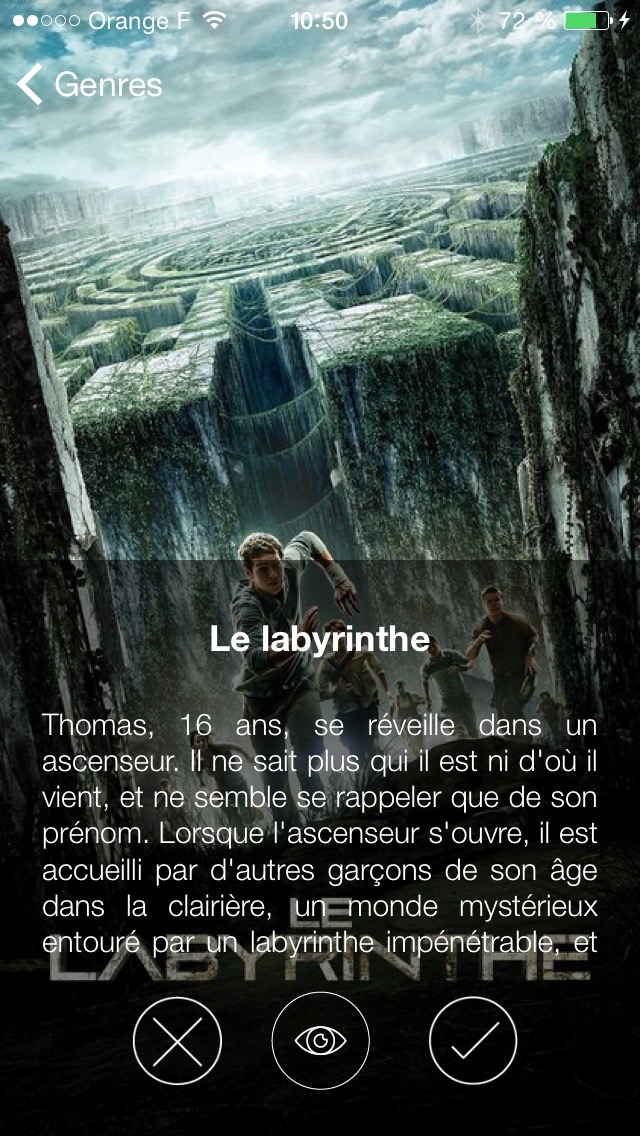 Orange F 10:50 72 %
Genres
Le labyrinthe
Thomas, 16 ans, se réveille dans un
ascenseur. Il ne sait plus qui il est ni d'où il
vient, et ne semble se rappeler que de son
prénom. Lorsque l'ascenseur s'ouvre, il est
accueilli par d'autres garçons de son âge
dans la clairière, un monde mystérieux
entouré par un labyrinthe impénétrable, et
LE
LABYRINTHE